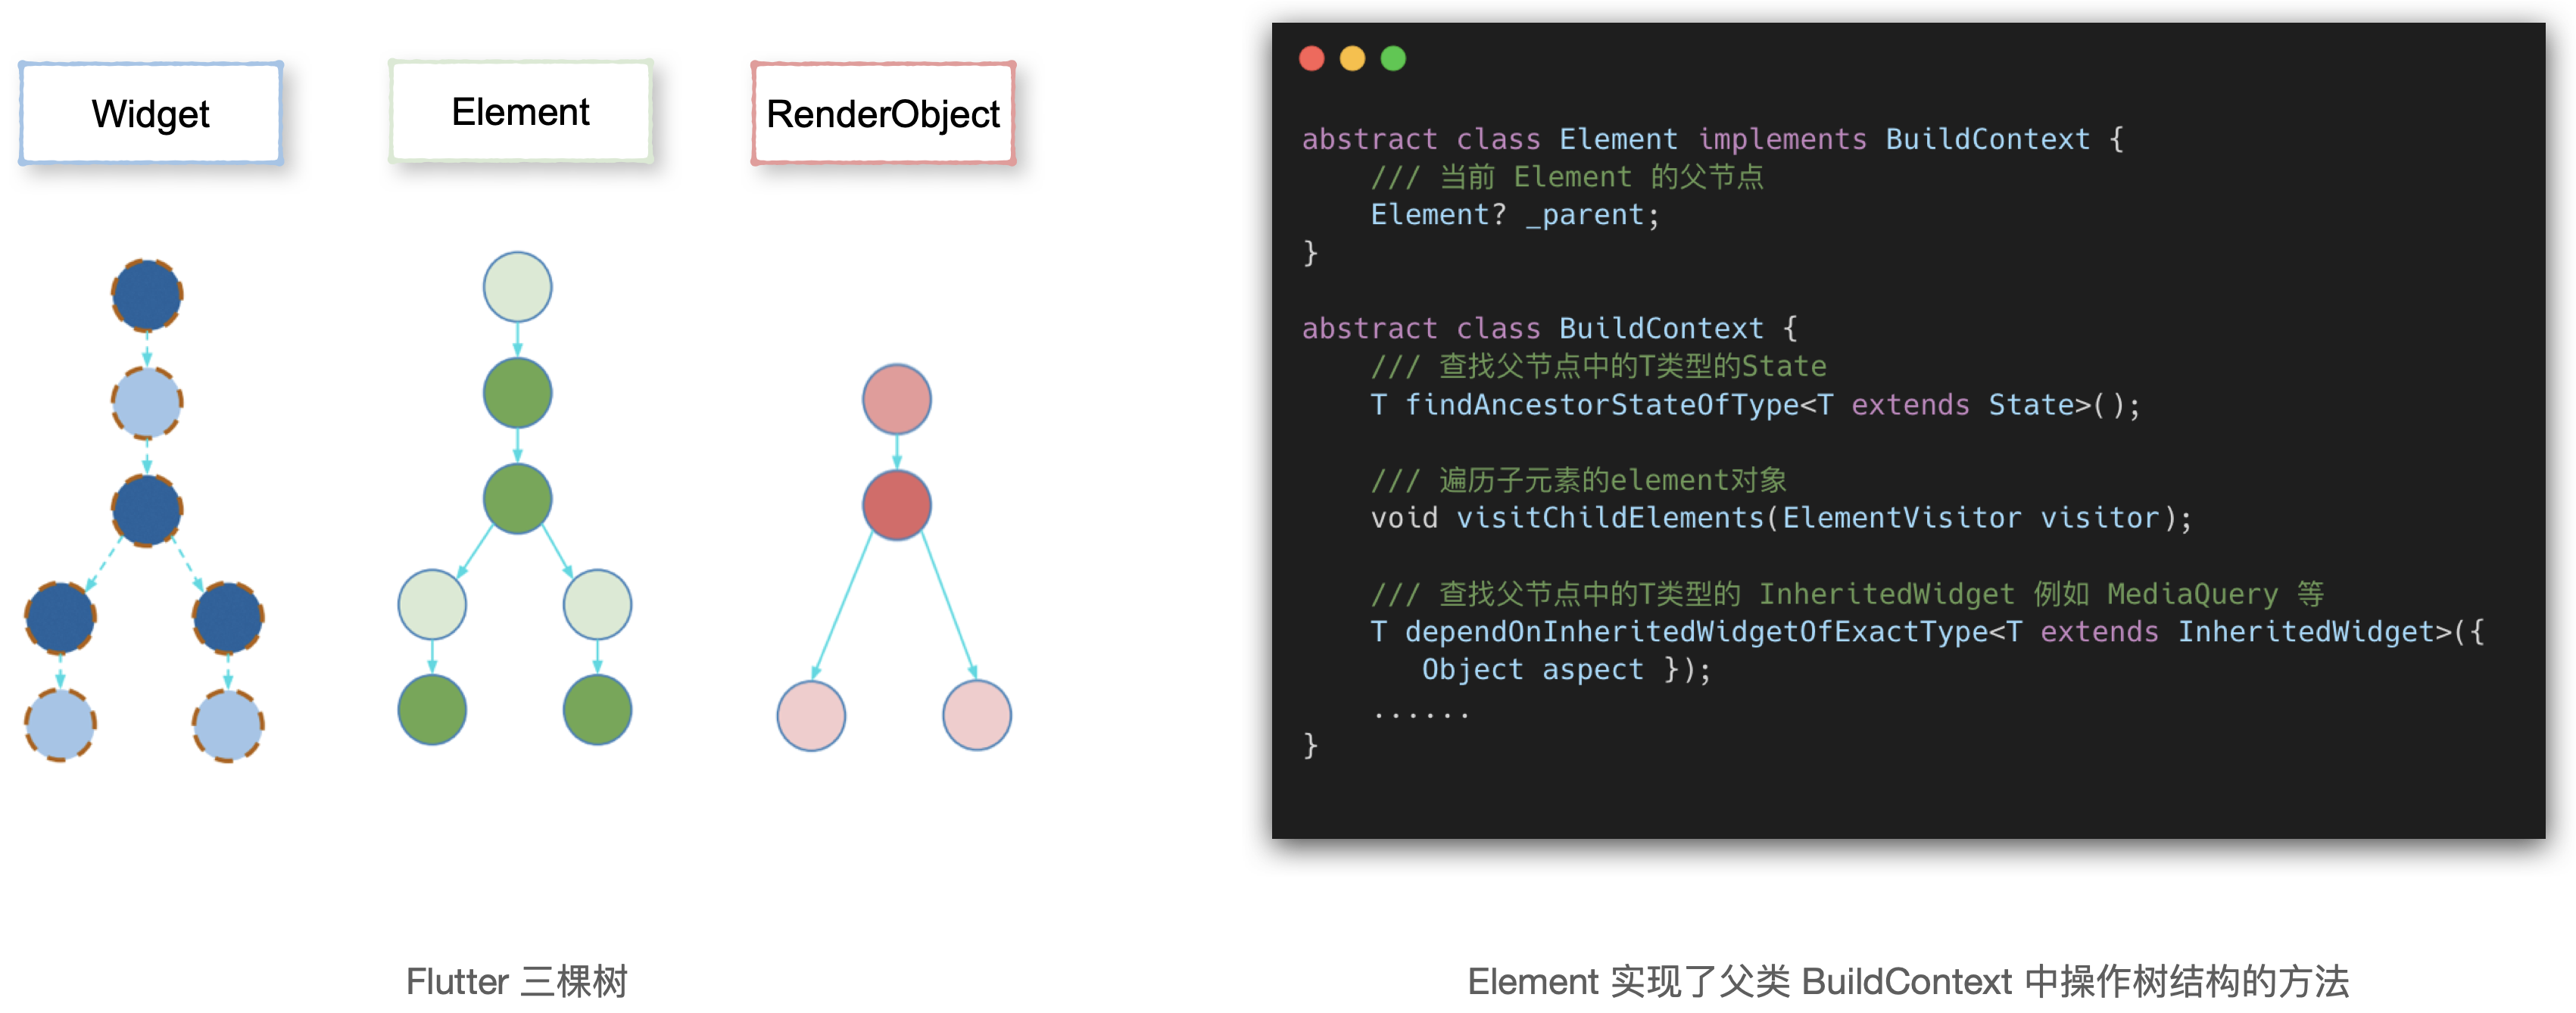 Widget
Element
RenderObject
Flutter 三棵树
abstract class Element implements BuildContext {
    /// 当前 Element 的父节点
    Element? _parent;
}
abstract class BuildContext {
    /// 查找父节点中的T类型的State
    T findAncestorStateOfType<T extends State>();
    /// 遍历子元素的element对象
    void visitChildElements(ElementVisitor visitor);
    /// 查找父节点中的T类型的 InheritedWidget 例如 MediaQuery 等
    T dependOnInheritedWidgetOfExactType<T extends InheritedWidget>({
       Object aspect });
    ......
}
Element 实现了父类 BuildContext 中操作树结构的方法